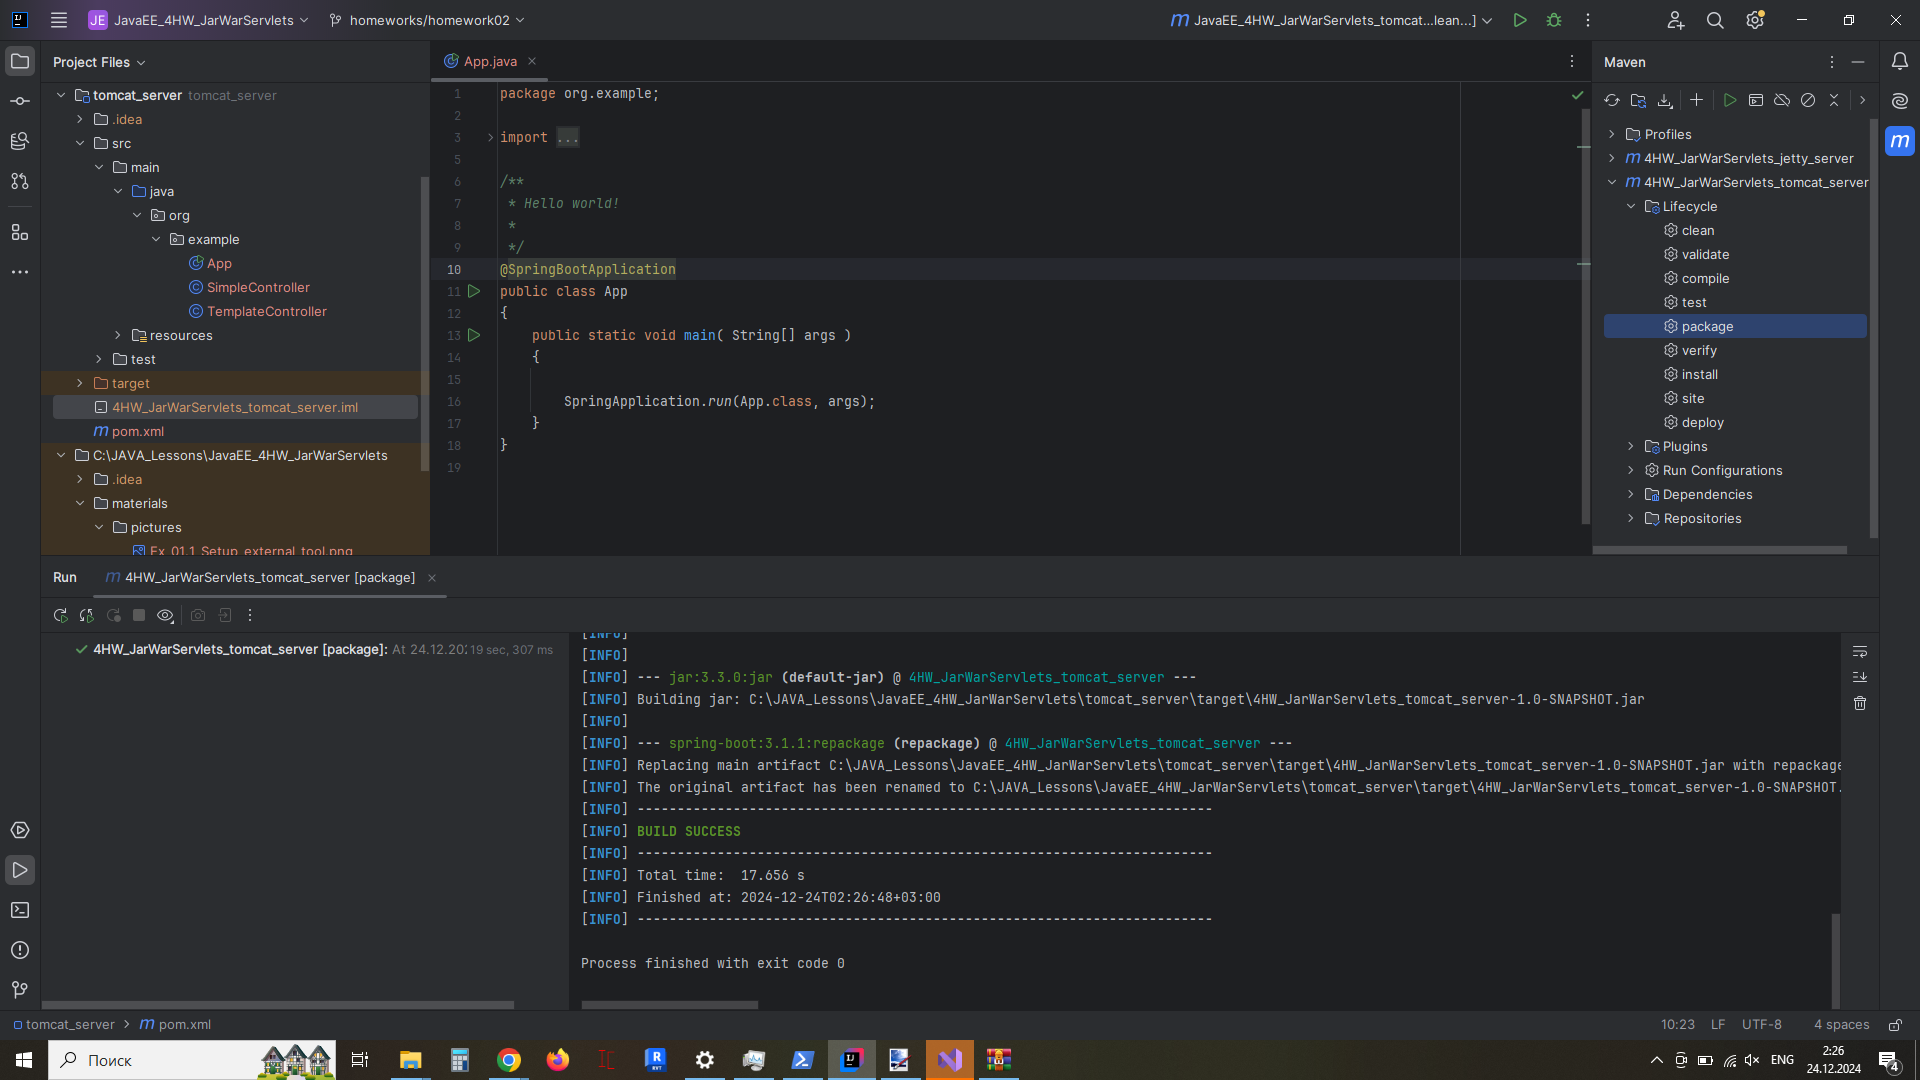 JE JavaEE_4HW_JarWarServlets
homeworks/homework02
m JavaEE_4HW_JarWarServlets_tomcat...lean...]
Project Files
tomcat_server tomcat_server
.idea
src
main
java
org
example
App
SimpleController
TemplateController
resources
test
target
4HW_JarWarServlets_tomcat_server.iml
m pom.xml
C:\JAVA_Lessons\JavaEE_4HW_JarWarServlets
.idea
materials
pictures
Ex_01.1_Setup_external_tool.png
App.java
1 package org.example;
2
3 import ...
5
6 /**
7 * Hello world!
8 *
9 */
10 @SpringBootApplication
11 public class App
12 {
13 public static void main( String[] args )
14 {
15
16 SpringApplication.run(App.class, args);
17 }
18 }
19
Maven
Profiles
m 4HW_JarWarServlets_jetty_server
m 4HW_JarWarServlets_tomcat_server
Lifecycle
clean
validate
compile
test
package
verify
install
site
deploy
Plugins
Run Configurations
Dependencies
Repositories
m
Run
m 4HW_JarWarServlets_tomcat_server [package]
4HW_JarWarServlets_tomcat_server [package]: At 24.12.20 19 sec, 307 ms
[INFO]
[INFO]
[INFO] --- jar:3.3.0:jar (default-jar) @ 4HW_JarWarServlets_tomcat_server ---
[INFO] Building jar: C:\JAVA_Lessons\JavaEE_4HW_JarWarServlets\tomcat_server\target\4HW_JarWarServlets_tomcat_server-1.0-SNAPSHOT.jar
[INFO]
[INFO] --- spring-boot:3.1.1:repackage (repackage) @ 4HW_JarWarServlets_tomcat_server ---
[INFO] Replacing main artifact C:\JAVA_Lessons\JavaEE_4HW_JarWarServlets\tomcat_server\target\4HW_JarWarServlets_tomcat_server-1.0-SNAPSHOT.jar with repackage
[INFO] The original artifact has been renamed to C:\JAVA_Lessons\JavaEE_4HW_JarWarServlets\tomcat_server\target\4HW_JarWarServlets_tomcat_server-1.0-SNAPSHOT.
[INFO] ------------------------------------------------------------------------
[INFO] BUILD SUCCESS
[INFO] ------------------------------------------------------------------------
[INFO] Total time:  17.656 s
[INFO] Finished at: 2024-12-24T02:26:48+03:00
[INFO] ------------------------------------------------------------------------
Process finished with exit code 0
tomcat_server > m pom.xml
10:23 LF UTF-8 4 spaces
Поиск
ENG
2:26
24.12.2024
4